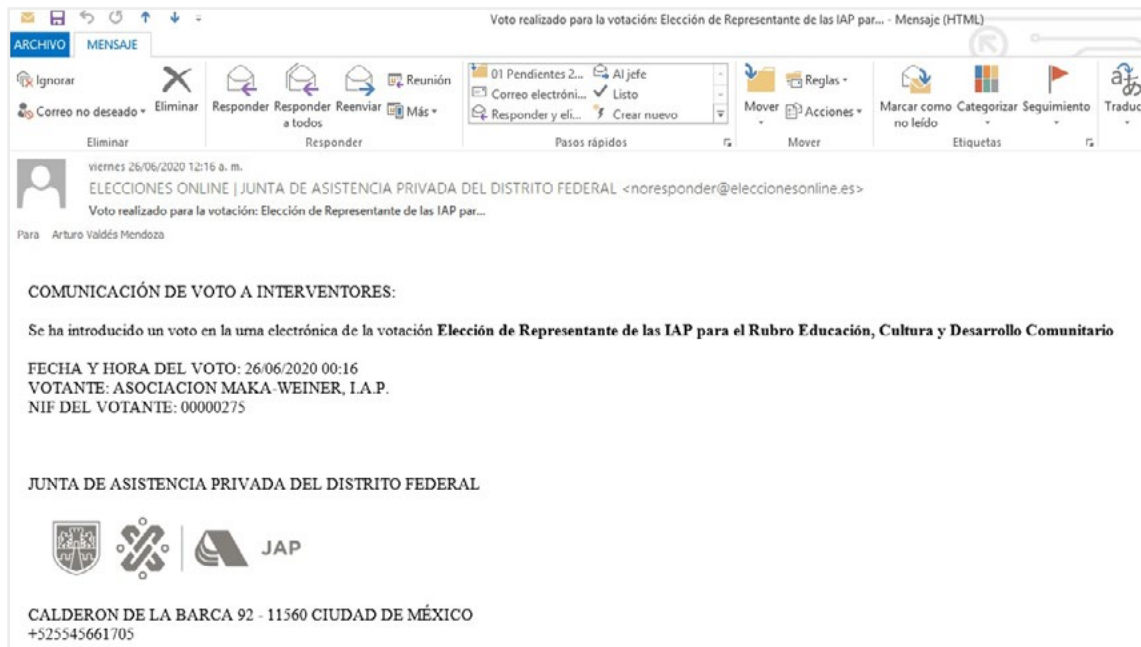 Voto realizado para la votación: Elección de Representante de las IAP par... - Mensaje (HTML)
ARCHIVO MENSAJE
Ignorar
Correo no deseado
Eliminar
Responder
Responder a todos
Reenviar
Reunión
Más
01 Pendientes 2...
Correo electróni...
Responder y eli...
Al jefe
Listo
Crear nuevo
Mover
Reglas
Acciones
Marcar como no leído
Categorizar
Seguimiento
Traduc
Eliminar
Responder
Pasos rápidos
Mover
Etiquetas
viernes 26/06/2020 12:16 a. m.
ELECCIONES ONLINE | JUNTA DE ASISTENCIA PRIVADA DEL DISTRITO FEDERAL <noresponder@eleccionesonline.es>
Voto realizado para la votación: Elección de Representante de las IAP par...
Para Arturo Valdés Mendoza
COMUNICACIÓN DE VOTO A INTERVENTORES:
Se ha introducido un voto en la urna electrónica de la votación Elección de Representante de las IAP para el Rubro Educación, Cultura y Desarrollo Comunitario
FECHA Y HORA DEL VOTO: 26/06/2020 00:16
VOTANTE: ASOCIACION MAKA-WEINER, I.A.P.
NIF DEL VOTANTE: 00000275
JUNTA DE ASISTENCIA PRIVADA DEL DISTRITO FEDERAL
JAP
CALDERON DE LA BARCA 92 - 11560 CIUDAD DE MÉXICO
+525545661705